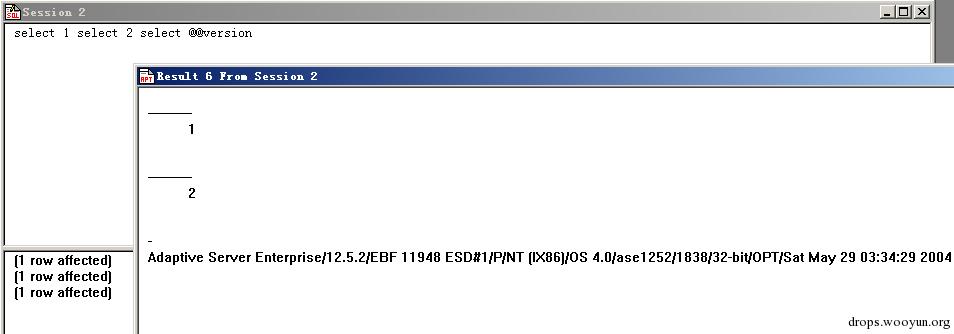 Session 2
select 1 select 2 select @@version
Result 6 From Session 2
1
2
Adaptive Server Enterprise/12.5.2/EBF 11948 ESD#1/P/NT (IX86)/OS 4.0/ase1252/1838/32-bit/OPT/Sat May 29 03:34:29 2004
(1 row affected)
(1 row affected)
(1 row affected)
drops.wooyun.org